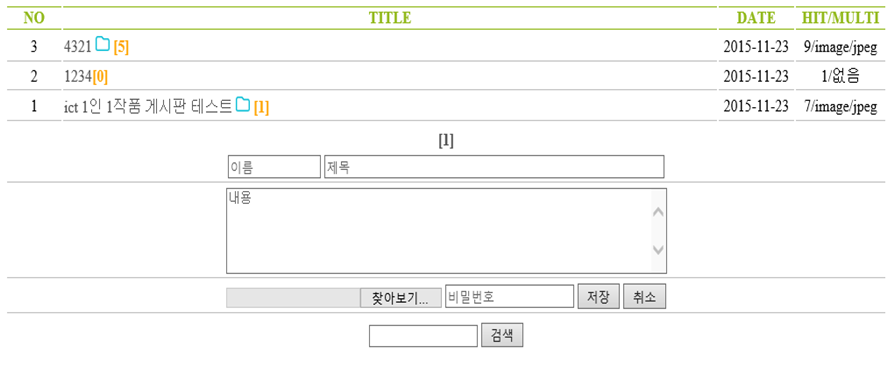 NO TITLE DATE HIT/MULTI
3 4321 [5] 2015-11-23 9/image/jpeg
2 1234[0] 2015-11-23 1/없음
1 ict 1인 1작품 게시판 테스트 [1] 2015-11-23 7/image/jpeg
[1]
이름 제목
내용
찾아보기... 비밀번호 저장 취소
검색